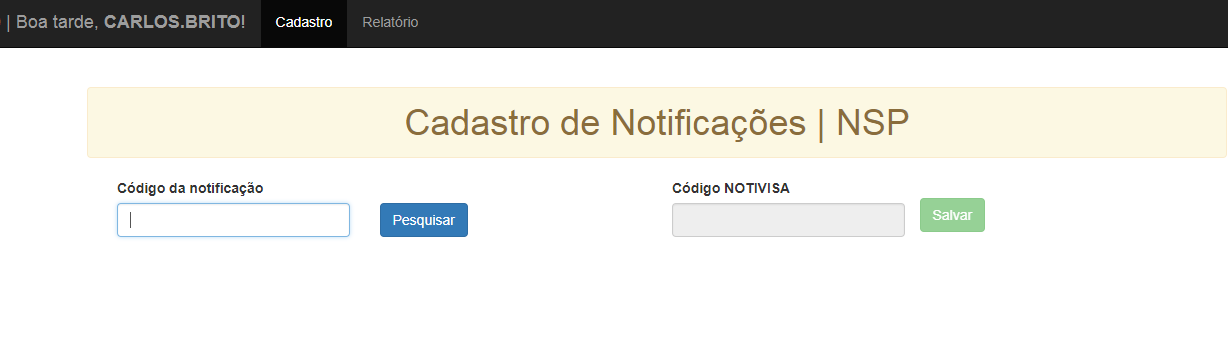 | Boa tarde, CARLOS.BRITO! Cadastro Relatório
Cadastro de Notificações | NSP
Código da notificação Código NOTIVISA
Pesquisar Salvar